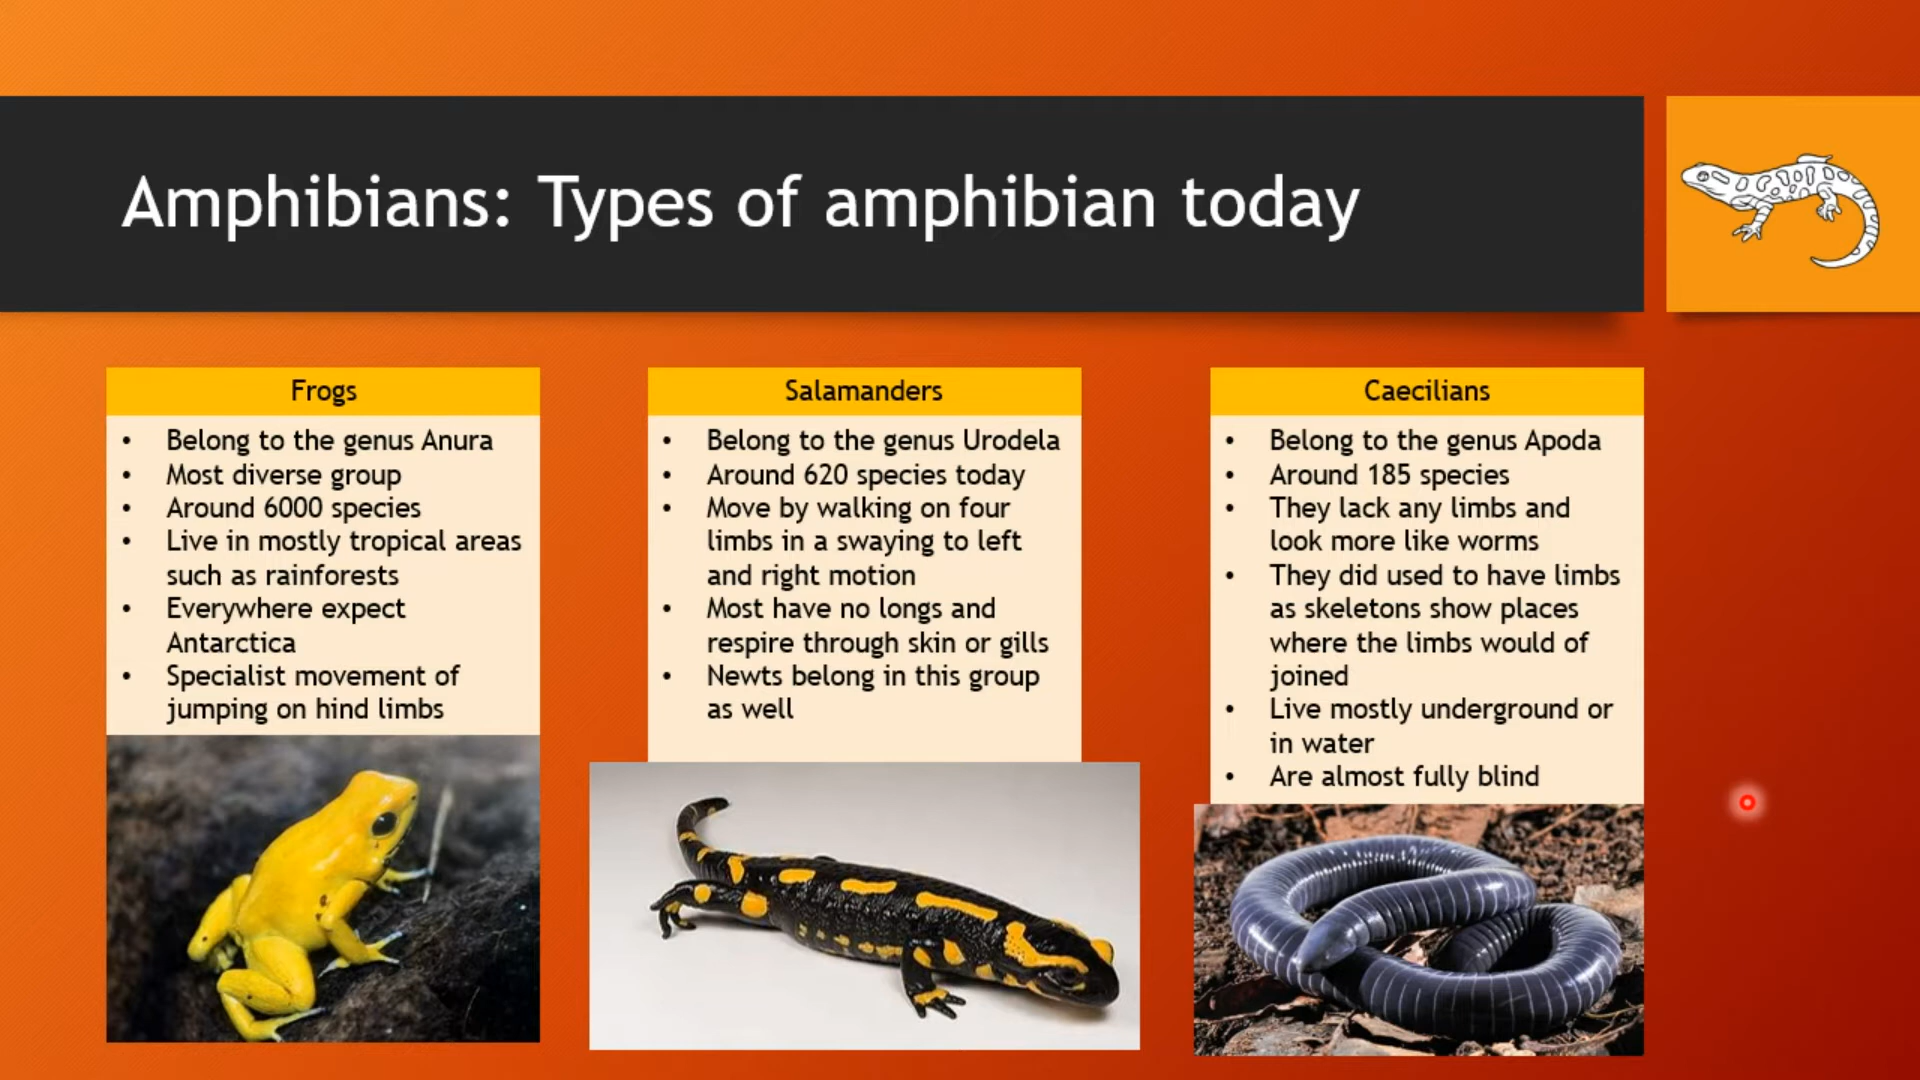 Amphibians: Types of amphibian today
Frogs
• Belong to the genus Anura
• Most diverse group
• Around 6000 species
• Live in mostly tropical areas
such as rainforests
• Everywhere expect
Antarctica
• Specialist movement of
jumping on hind limbs
Salamanders
• Belong to the genus Urodela
• Around 620 species today
• Move by walking on four
limbs in a swaying to left
and right motion
• Most have no longs and
respire through skin or gills
• Newts belong in this group
as well
Caecilians
• Belong to the genus Apoda
• Around 185 species
• They lack any limbs and
look more like worms
• They did used to have limbs
as skeletons show places
where the limbs would of
joined
• Live mostly underground or
in water
• Are almost fully blind